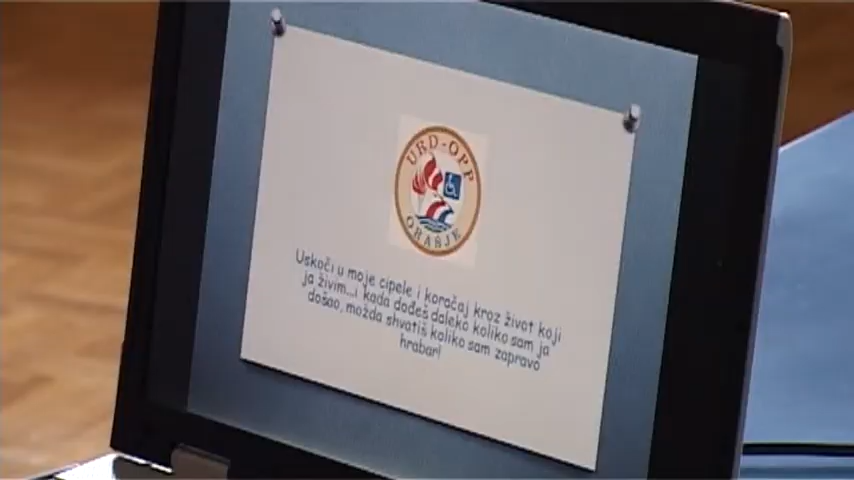 URD-OPP
ORAŠJE
Uskoči u moje cipele i koračaj kroz život koji
ja živim...i kada dođeš daleko koliko sam ja
došao, možda shvatiš koliko sam zapravo
hrabar!